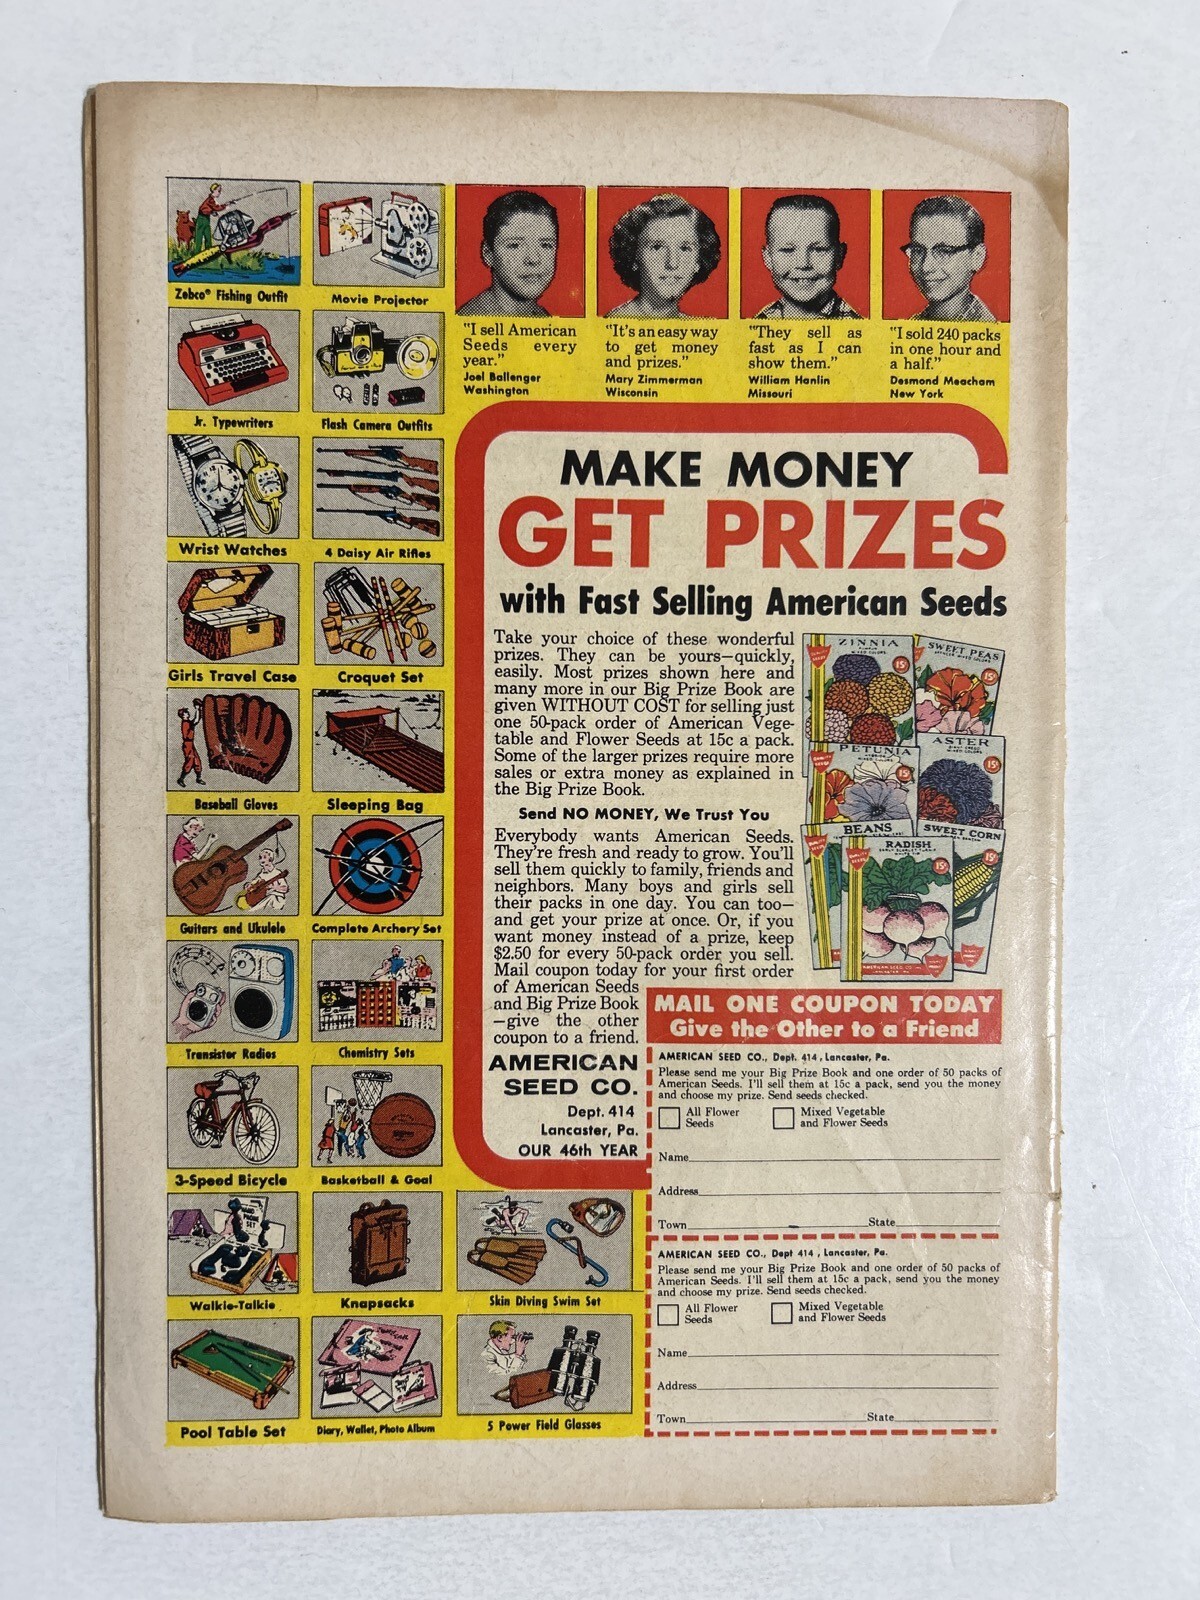 Zebco® Fishing Outfit
Movie Projector
Jr. Typewriters
Flash Camera Outfits
Wrist Watches
4 Daisy Air Rifles
Girls Travel Case
Croquet Set
Baseball Gloves
Sleeping Bag
Guitars and Ukulele
Complete Archery Set
Transistor Radios
Chemistry Sets
3-Speed Bicycle
Basketball & Goal
Walkie-Talkie
Knapsacks
Skin Diving Swim Set
Pool Table Set
Diary, Wallet, Photo Album
5 Power Field Glasses
"I sell American
Seeds every
year."
Joel Ballenger
Washington
"It's an easy way
to get money
and prizes."
Mary Zimmerman
Wisconsin
"They sell as
fast as I can
show them."
William Hanlin
Missouri
"I sold 240 packs
in one hour and
a half."
Desmond Meacham
New York
MAKE MONEY
GET PRIZES
with Fast Selling American Seeds
Take your choice of these wonderful
prizes. They can be yours—quickly,
easily. Most prizes shown here and
many more in our Big Prize Book are
given WITHOUT COST for selling just
one 50-pack order of American Vege-
table and Flower Seeds at 15c a pack.
Some of the larger prizes require more
sales or extra money as explained in
the Big Prize Book.
Send NO MONEY, We Trust You
Everybody wants American Seeds.
They're fresh and ready to grow. You'll
sell them quickly to family, friends and
neighbors. Many boys and girls sell
their packs in one day. You can too—
and get your prize at once. Or, if you
want money instead of a prize, keep
$2.50 for every 50-pack order you sell.
Mail coupon today for your first order
of American Seeds
and Big Prize Book
—give the other
coupon to a friend.
AMERICAN
SEED CO.
Dept. 414
Lancaster, Pa.
OUR 46th YEAR
ZINNIA
MIXED COLORS
15¢
SWEET PEAS
15¢
PETUNIA
MIXED COLORS
15¢
ASTER
MIXED COLORS
15¢
BEANS
SWEET CORN
15¢
RADISH
15¢
AMERICAN SEED CO.
MAIL ONE COUPON TODAY
Give the Other to a Friend
AMERICAN SEED CO., Dept. 414, Lancaster, Pa.
Please send me your Big Prize Book and one order of 50 packs of
American Seeds. I'll sell them at 15c a pack, send you the money
and choose my prize. Send seeds checked.
All Flower
Seeds
Mixed Vegetable
and Flower Seeds
Name
Address
Town State
AMERICAN SEED CO., Dept 414, Lancaster, Pa.
Please send me your Big Prize Book and one order of 50 packs of
American Seeds. I'll sell them at 15c a pack, send you the money
and choose my prize. Send seeds checked.
All Flower
Seeds
Mixed Vegetable
and Flower Seeds
Name
Address
Town State